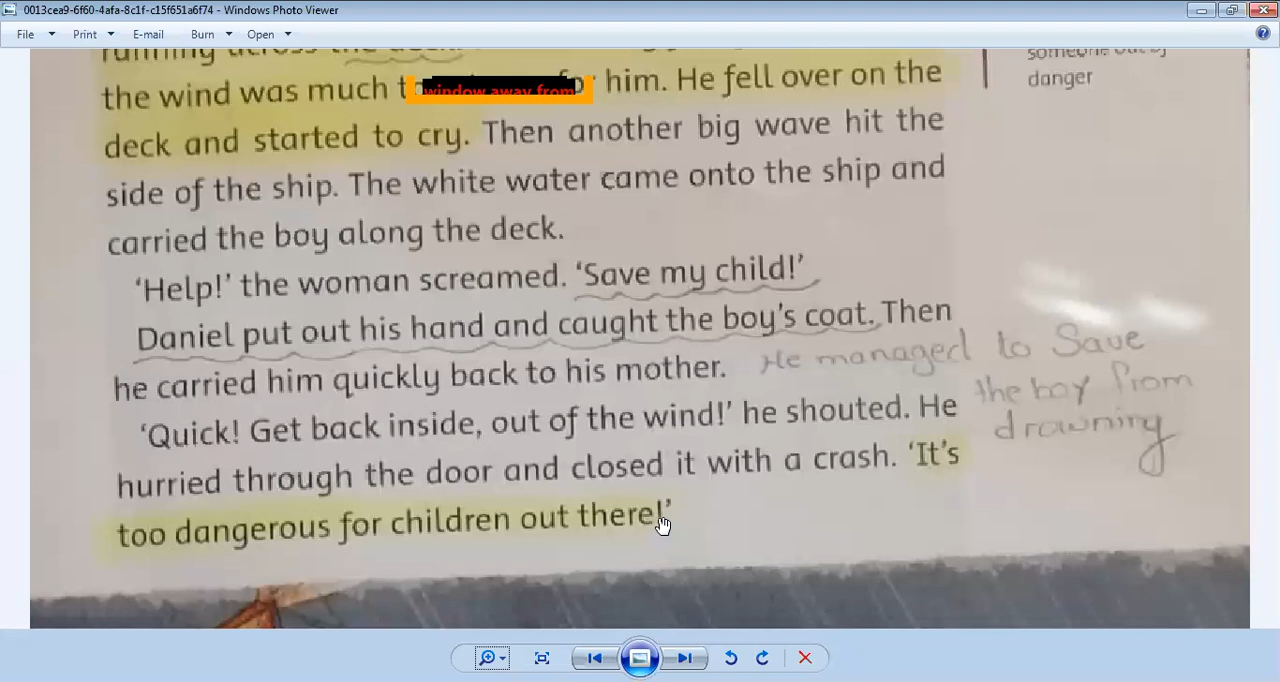 0013cea9-6f60-4afa-8c1f-c15f651a6f74 - Windows Photo Viewer
File Print E-mail Burn Open
running across the deck.
someone out of
danger
the wind was much for him. He fell over on the
window away from
deck and started to cry. Then another big wave hit the
side of the ship. The white water came onto the ship and
carried the boy along the deck.
'Help!' the woman screamed. 'Save my child!'
Daniel put out his hand and caught the boy's coat. Then
he carried him quickly back to his mother.
He managed to Save
the boy from
drowning
'Quick! Get back inside, out of the wind!' he shouted. He
hurried through the door and closed it with a crash. 'It's
too dangerous for children out there!'